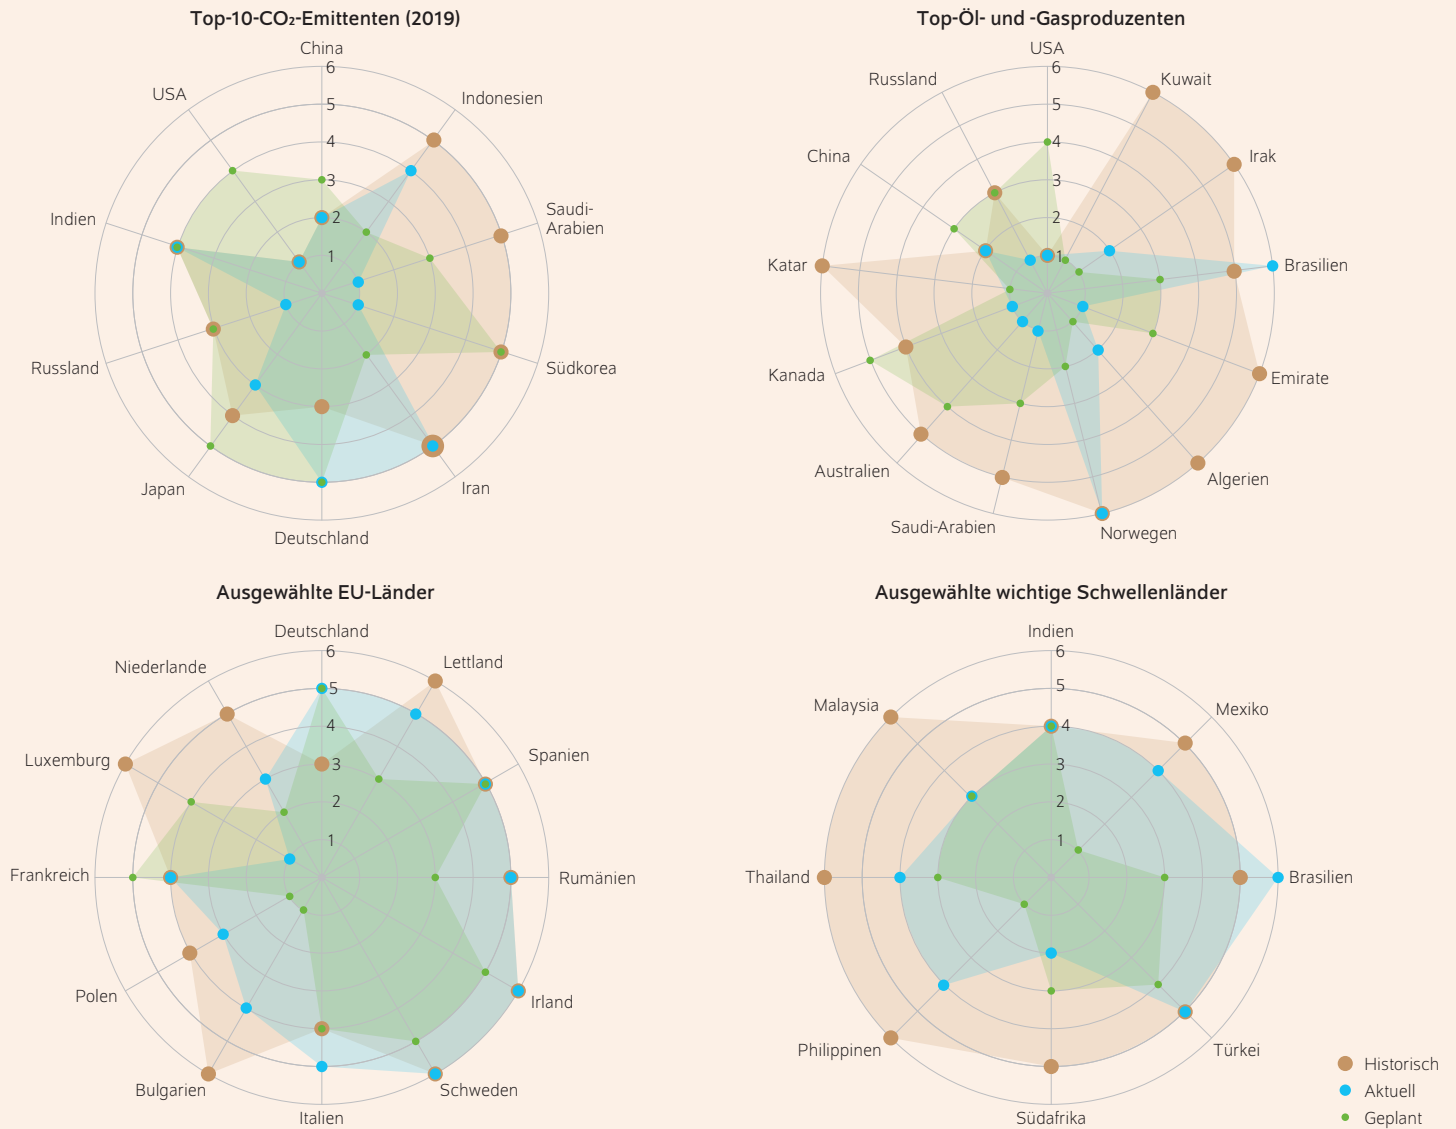 Top-10-CO₂-Emittenten (2019)
China
6
5
4
3
2
1
Indonesien
Saudi-
Arabien
Südkorea
Iran
Deutschland
Japan
Russland
Indien
USA
Top-Öl- und -Gasproduzenten
USA
6
5
4
3
2
1
Kuwait
Irak
Brasilien
Emirate
Algerien
Norwegen
Saudi-Arabien
Australien
Kanada
Katar
China
Russland
Ausgewählte EU-Länder
Deutschland
6
5
4
3
2
1
Lettland
Spanien
Rumänien
Irland
Schweden
Italien
Bulgarien
Polen
Frankreich
Luxemburg
Niederlande
Ausgewählte wichtige Schwellenländer
Indien
6
5
4
3
2
1
Mexiko
Brasilien
Türkei
Südafrika
Philippinen
Thailand
Malaysia
Historisch
Aktuell
Geplant